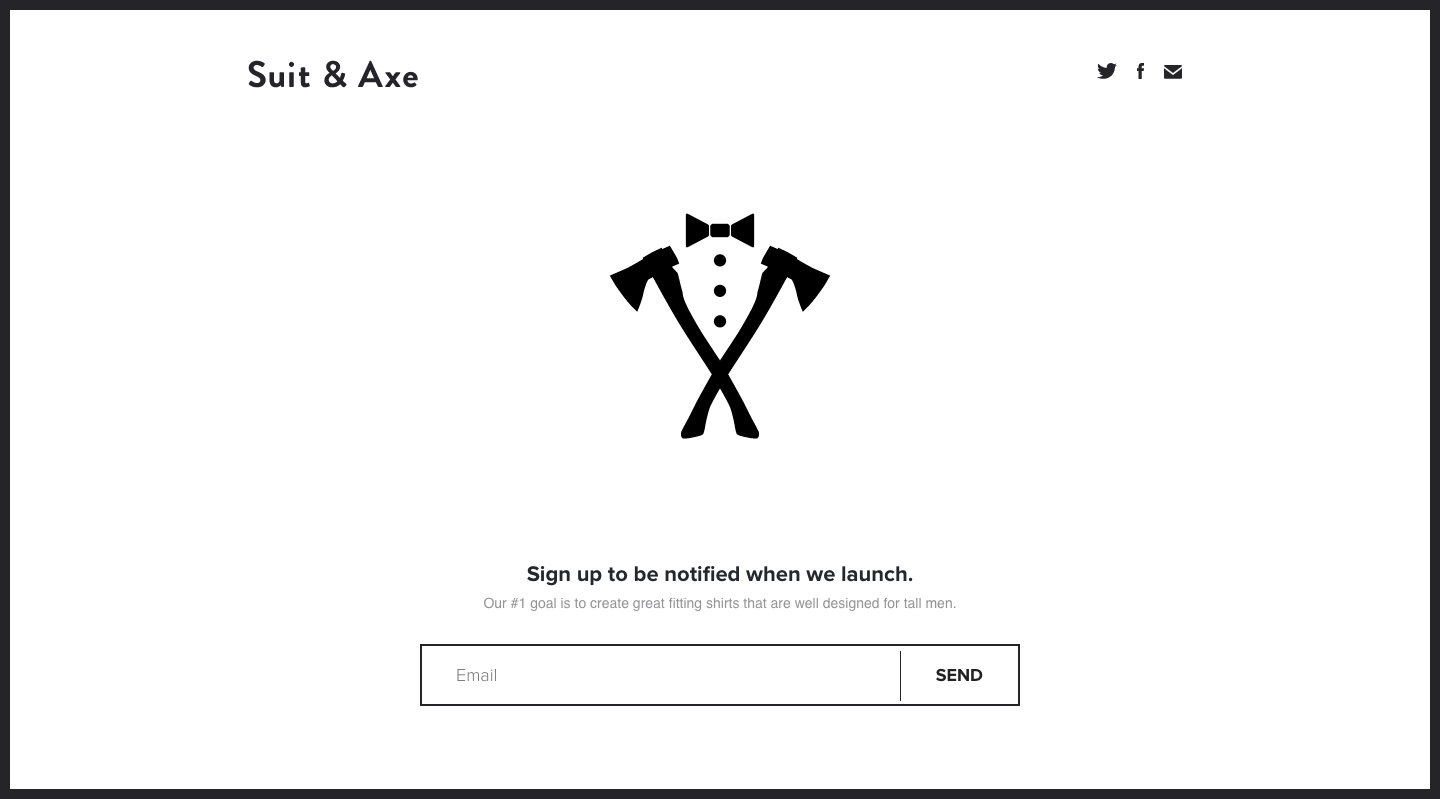 Suit & Axe
Sign up to be notified when we launch.
Our #1 goal is to create great fitting shirts that are well designed for tall men.
Email
SEND